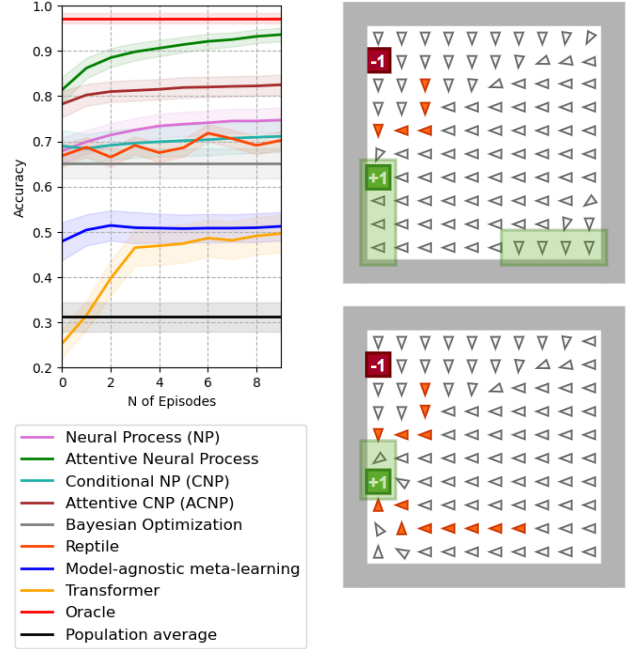 1.0
0.9
0.8
0.7
0.6
0.5
0.4
0.3
0.2
Accuracy
0 2 4 6 8
N of Episodes
Neural Process (NP)
Attentive Neural Process
Conditional NP (CNP)
Attentive CNP (ACNP)
Bayesian Optimization
Reptile
Model-agnostic meta-learning
Transformer
Oracle
Population average
-1
+1
-1
+1